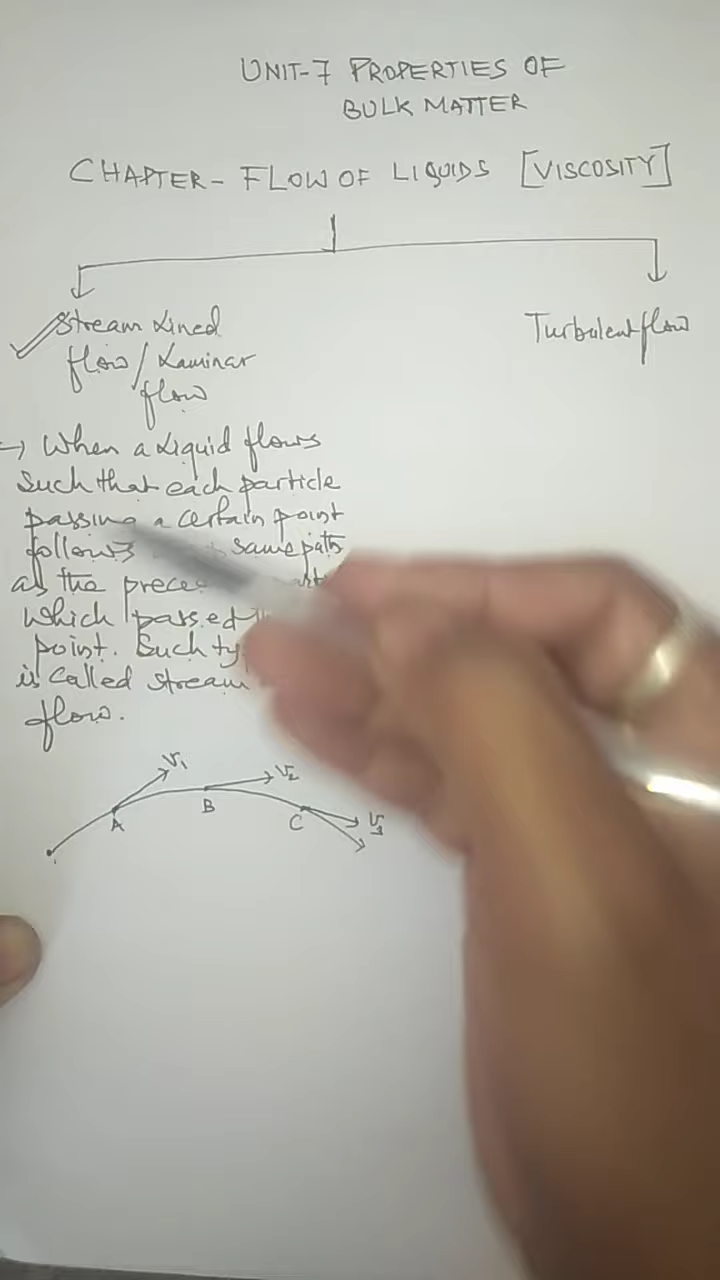 UNIT-7 PROPERTIES OF
BULK MATTER
CHAPTER- FLOW OF LIQUIDS [VISCOSITY]
Stream Lined
flow/Laminar
flow
Turbulent flow
→ When a Liquid flows
Such that each particle
passing a certain point
follows same path
as the
which passed
point. Such
is called stream
flow.
V1
V2
A
B
C
V3